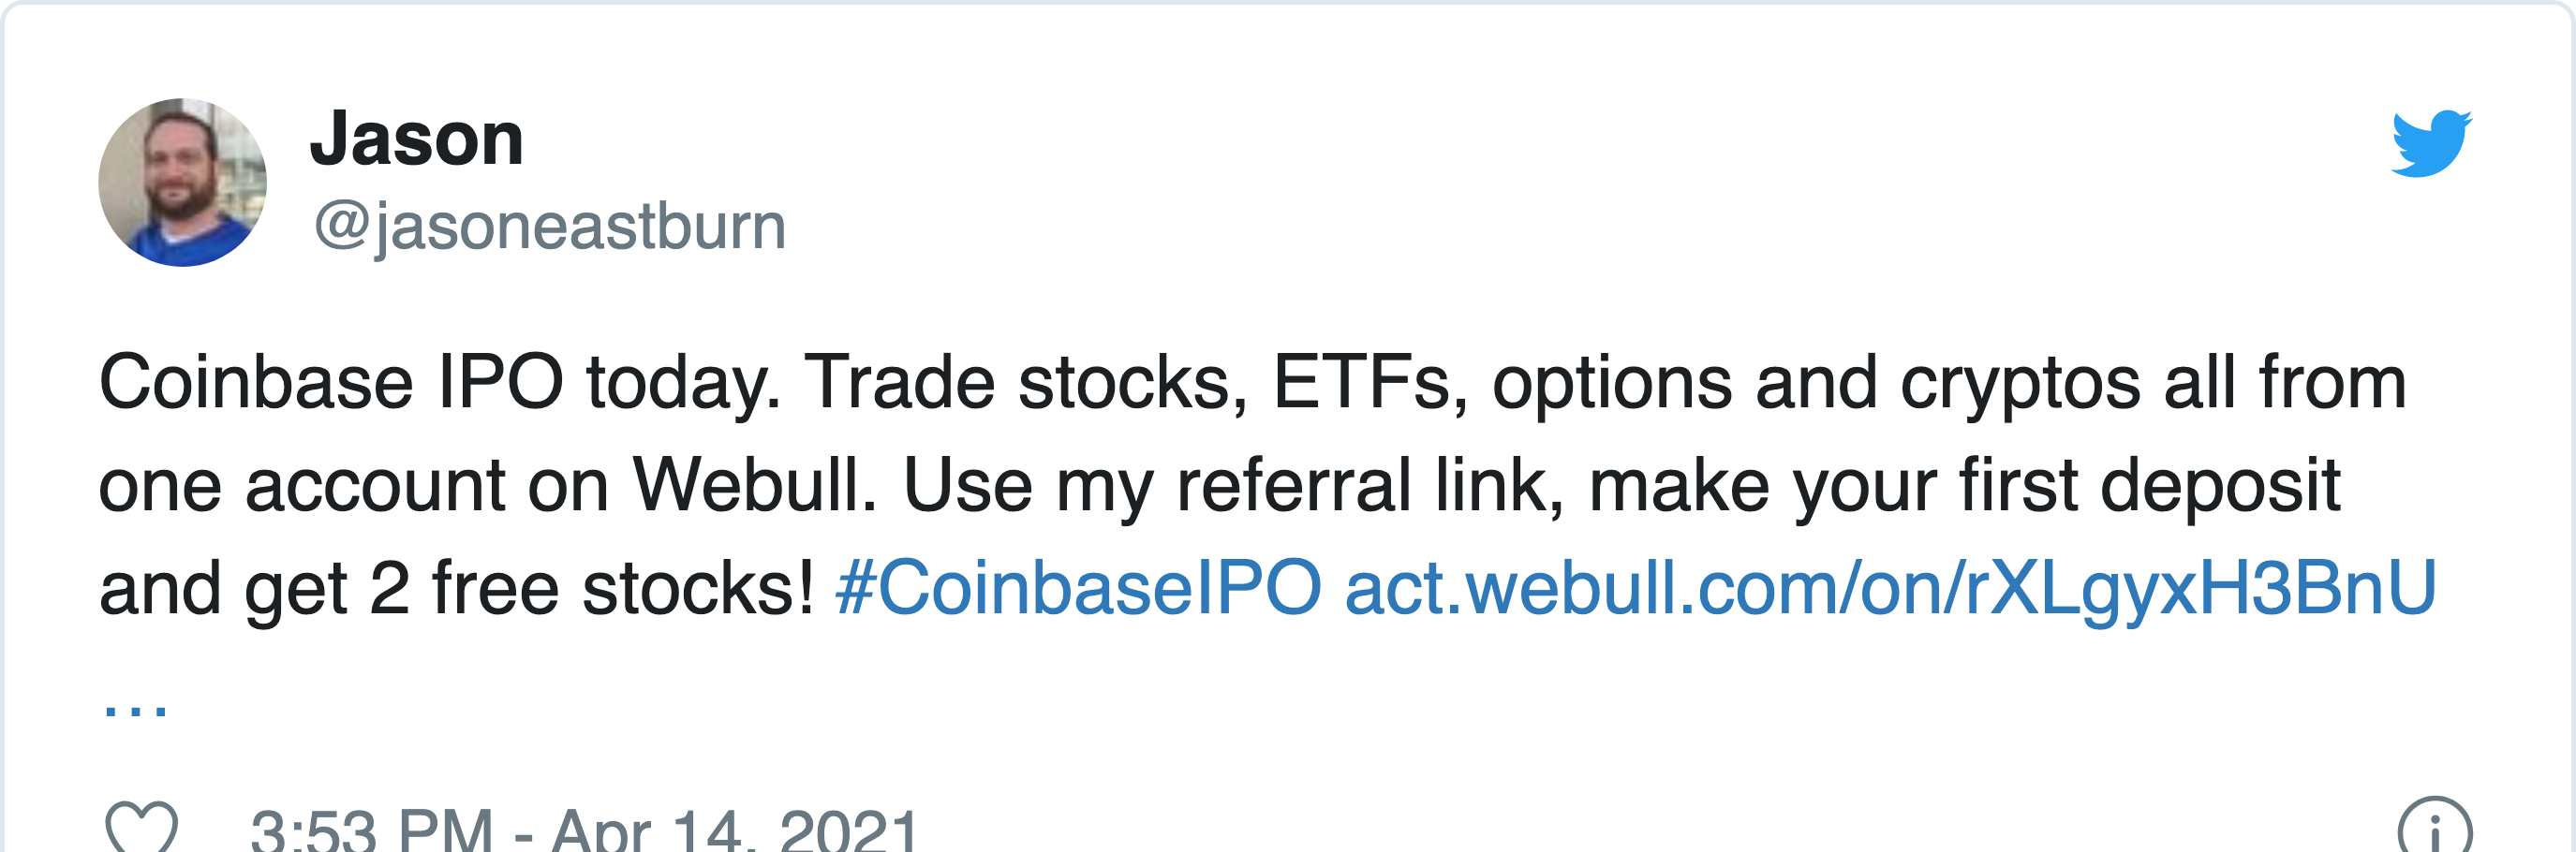 Jason
@jasoneastburn
Coinbase IPO today. Trade stocks, ETFs, options and cryptos all from
one account on Webull. Use my referral link, make your first deposit
and get 2 free stocks! #CoinbaseIPO act.webull.com/on/rXLgyxH3BnU
…
3:53 PM - Apr 14, 2021